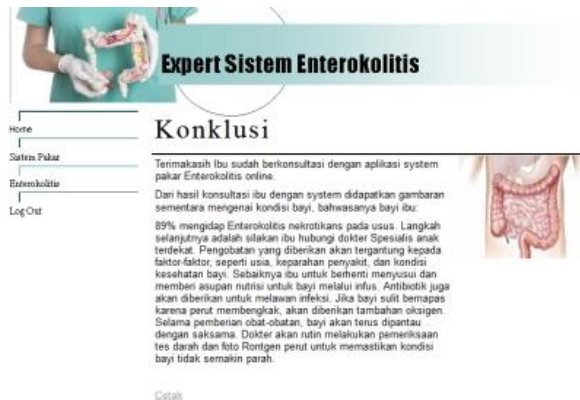 Expert Sistem Enterokolitis
Home
Sistem Pakar
Enterokolitis
Log Out
Konklusi
Terimakasih Ibu sudah berkonsultasi dengan aplikasi system
pakar Enterokolitis online.
Dari hasil konsultasi ibu dengan system didapatkan gambaran
sementara mengenai kondisi bayi, bahwasanya bayi ibu:
89% mengidap Enterokolitis nekrotikans pada usus. Langkah
selanjutnya adalah silakan ibu hubungi dokter Spesialis anak
terdekat. Pengobatan yang diberikan akan tergantung kepada
faktor-faktor, seperti usia, keparahan penyakit, dan kondisi
kesehatan bayi. Sebaiknya ibu untuk berhenti menyusui dan
memberi asupan nutrisi untuk bayi melalui infus. Antibiotik juga
akan diberikan untuk melawan infeksi. Jika bayi sulit bernapas
karena perut membengkak, akan diberikan tambahan oksigen.
Selama pemberian obat-obatan, bayi akan terus dipantau
dengan saksama. Dokter akan rutin melakukan pemeriksaan
tes darah dan foto Rontgen perut untuk memastikan kondisi
bayi tidak semakin parah.
Cetak